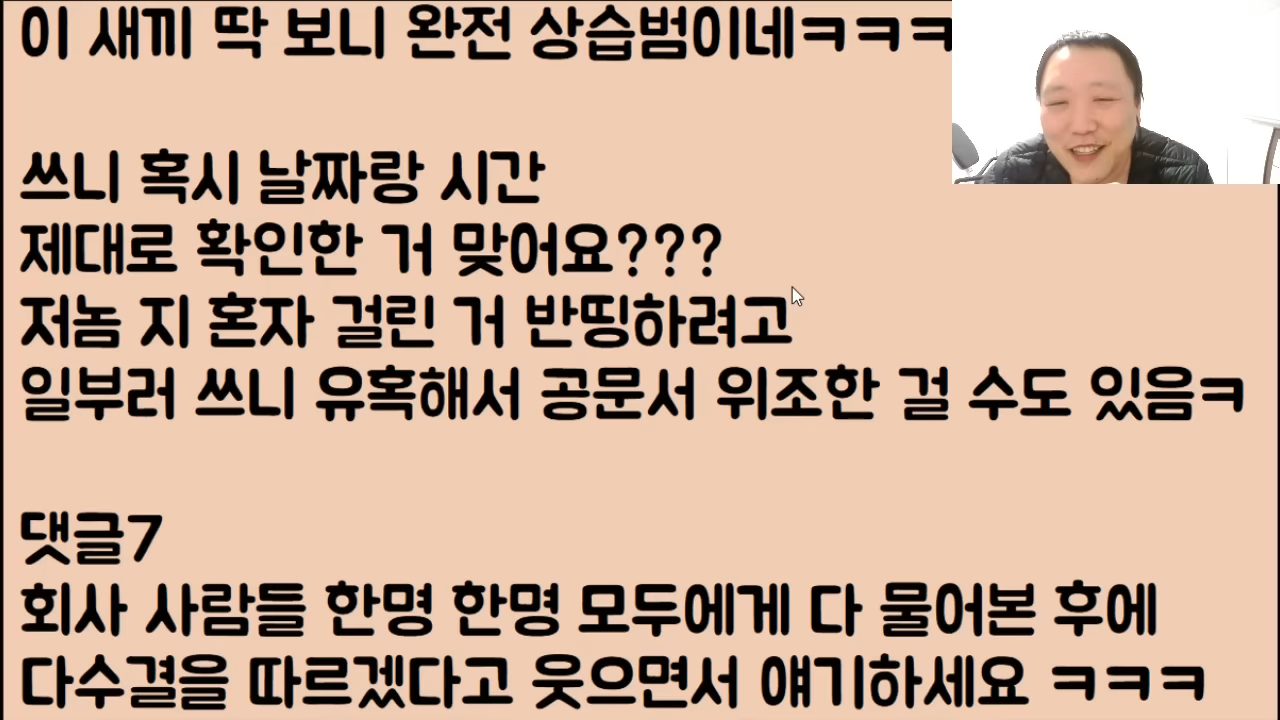 이 새끼 딱 보니 완전 상습범이네ㅋㅋㅋ
쓰니 혹시 날짜랑 시간
제대로 확인한 거 맞어요???
저놈 지 혼자 걸린 거 반띵하려고
일부러 쓰니 유혹해서 공문서 위조한 걸 수도 있음ㅋ
댓글7
회사 사람들 한명 한명 모두에게 다 물어본 후에
다수결을 따르겠다고 웃으면서 얘기하세요 ㅋㅋㅋ